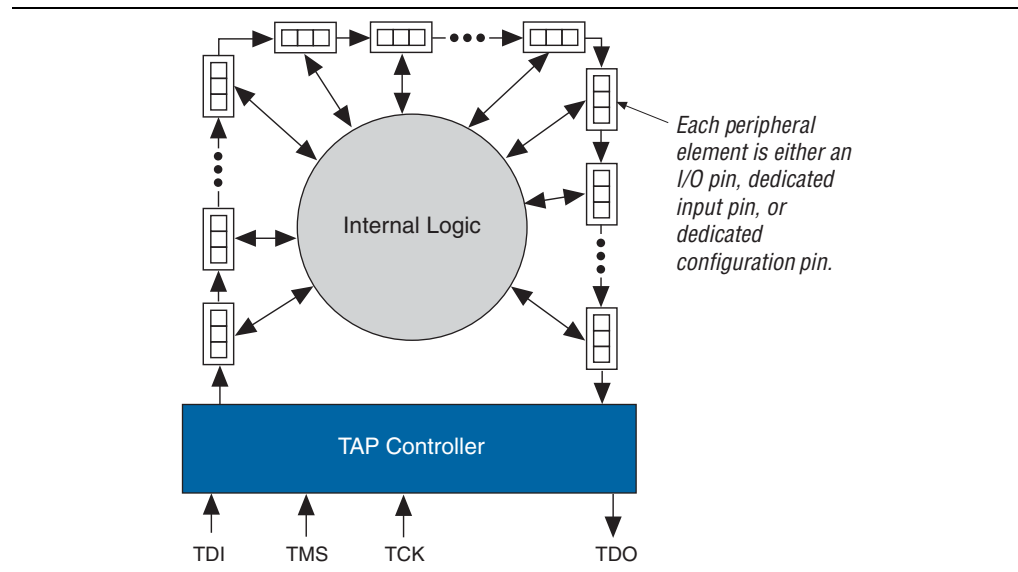 Each peripheral
element is either an
I/O pin, dedicated
input pin, or
dedicated
configuration pin.
Internal Logic
TAP Controller
TDI
TMS
TCK
TDO